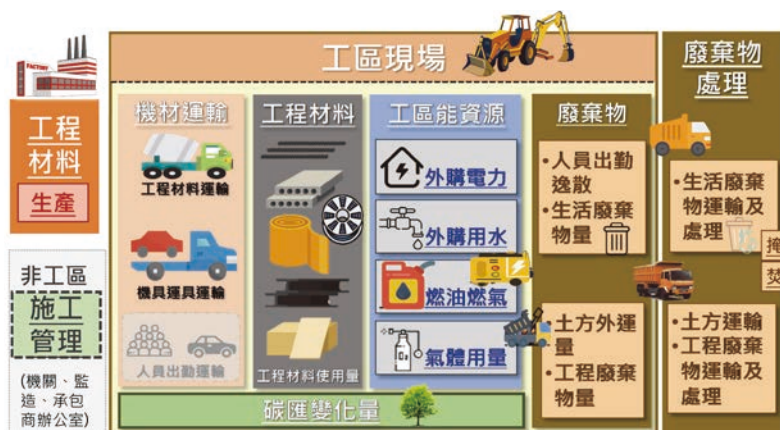 FACTORY
工程
材料
生產
非工區
施工
管理
(機關、監
造、承包
商辦公室)
工區現場
機材運輸
工程材料運輸
機具運具運輸
人員出勤運輸
工程材料
工程材料使用量
工區能資源
外購電力
外購用水
燃油燃氣
氣體用量
碳匯變化量
廢棄物
•人員出勤
逸散
•生活廢棄
物量
•土方外運
量
•工程廢棄
物量
廢棄物
處理
•生活廢棄
物運輸及
處理
掩
焚
•土方運輸
•工程廢棄
物運輸及
處理